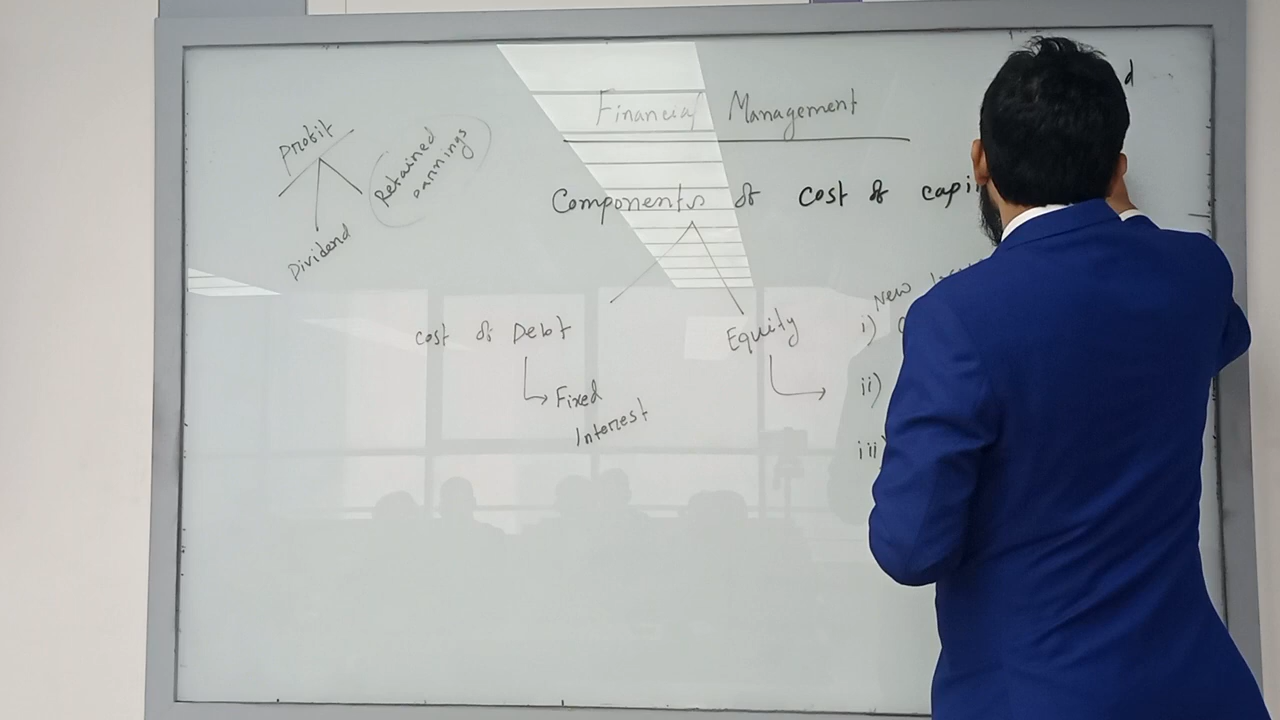 Financial Management
Components of cost of capi
Profit
Retained
earnings
Dividend
Cost of Debt
Fixed
Interest
Equity
New
i)
ii)
iii)
d